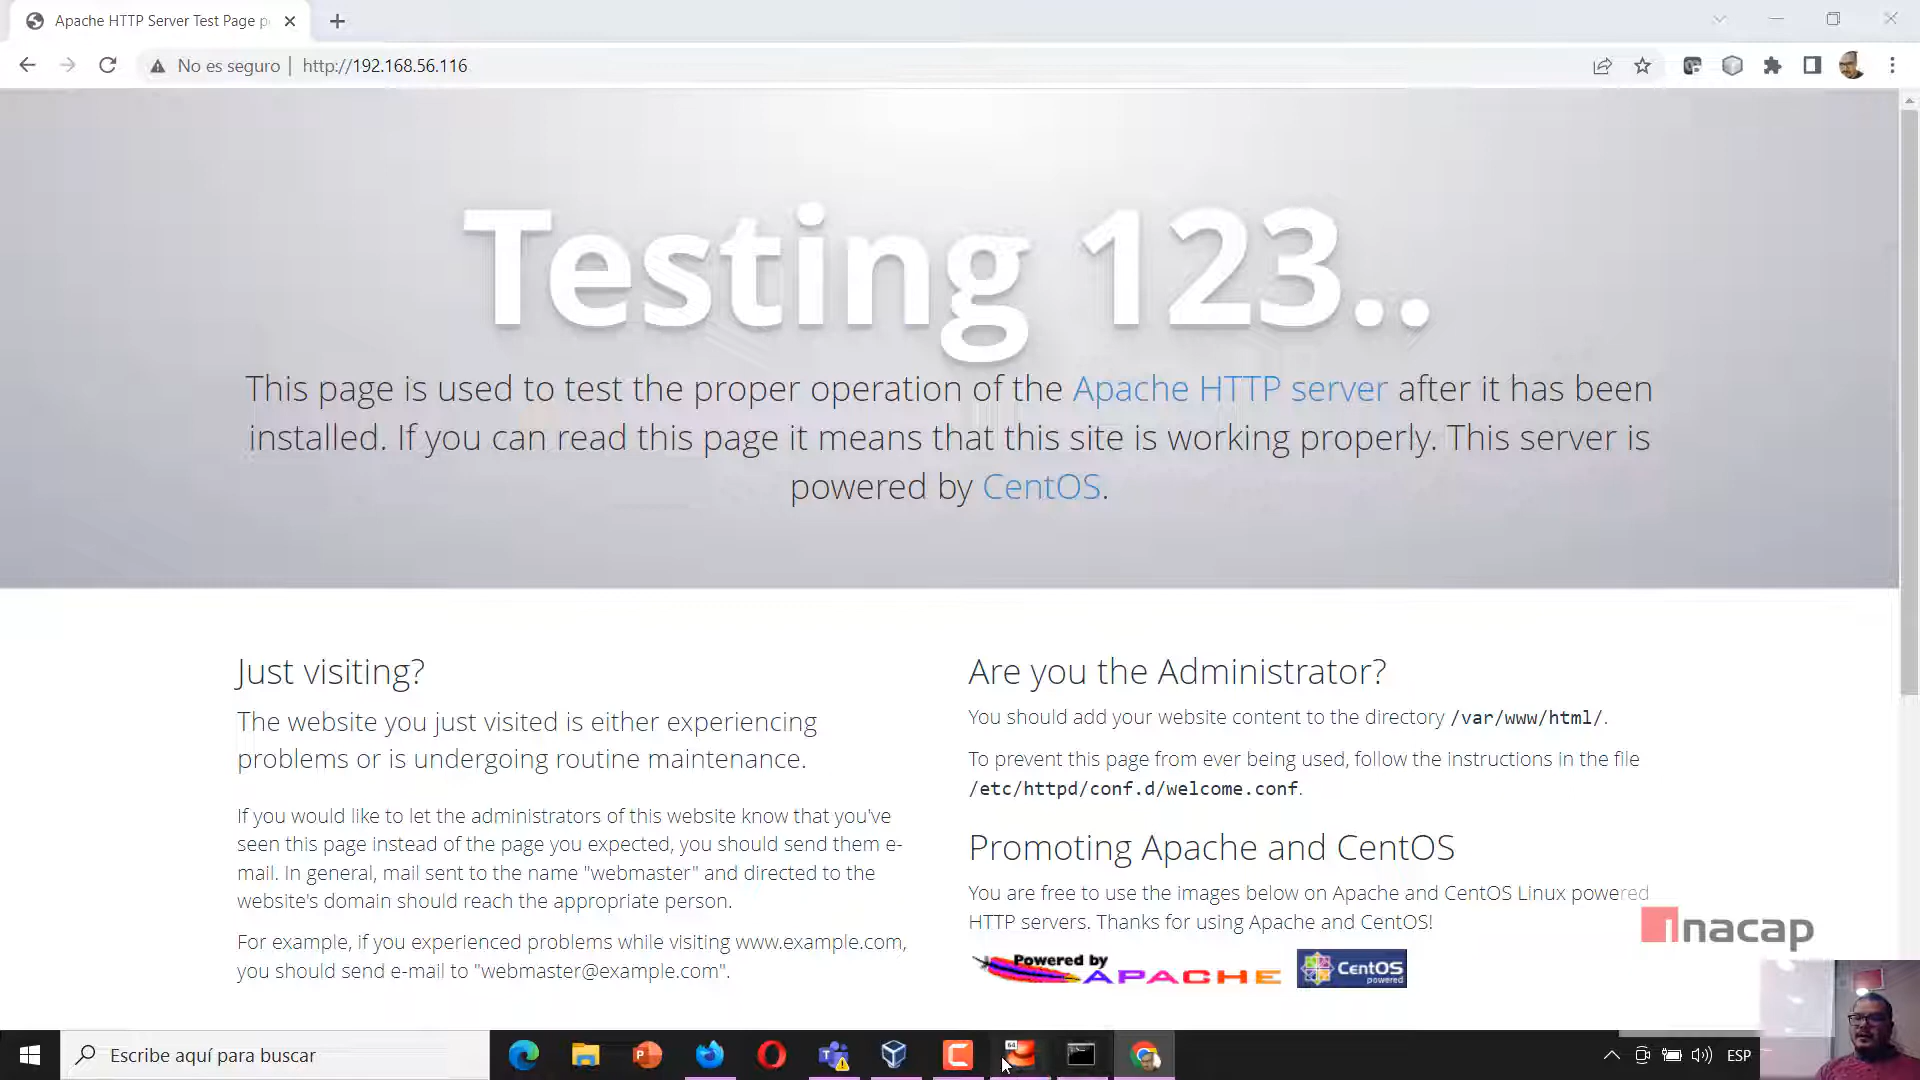 Apache HTTP Server Test Page p
No es seguro | http://192.168.56.116
Testing 123..
This page is used to test the proper operation of the Apache HTTP server after it has been
installed. If you can read this page it means that this site is working properly. This server is
powered by CentOS.
Just visiting?
The website you just visited is either experiencing
problems or is undergoing routine maintenance.
If you would like to let the administrators of this website know that you've
seen this page instead of the page you expected, you should send them e-
mail. In general, mail sent to the name "webmaster" and directed to the
website's domain should reach the appropriate person.
For example, if you experienced problems while visiting www.example.com,
you should send e-mail to "webmaster@example.com".
Are you the Administrator?
You should add your website content to the directory /var/www/html/.
To prevent this page from ever being used, follow the instructions in the file
/etc/httpd/conf.d/welcome.conf.
Promoting Apache and CentOS
You are free to use the images below on Apache and CentOS Linux powered
HTTP servers. Thanks for using Apache and CentOS!
Powered by
APACHE
CentOS
powered
inacap
Escribe aquí para buscar
64
ESP